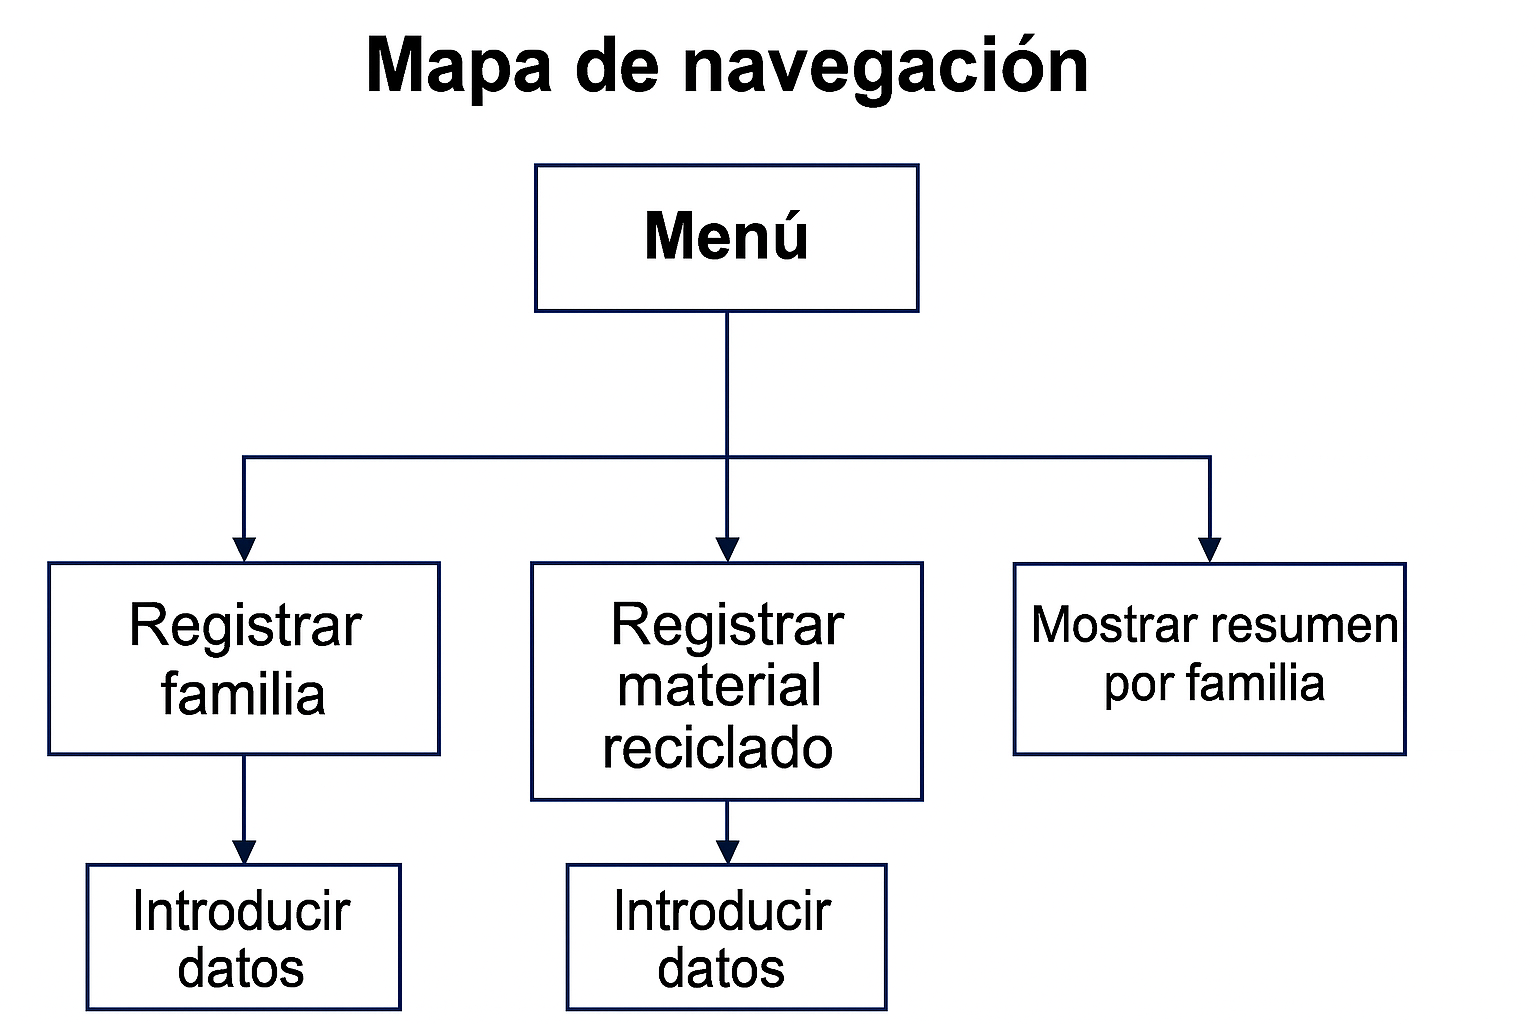 Mapa de navegación
Menú
Registrar
familia
Registrar
material
reciclado
Mostrar resumen
por familia
Introducir
datos
Introducir
datos